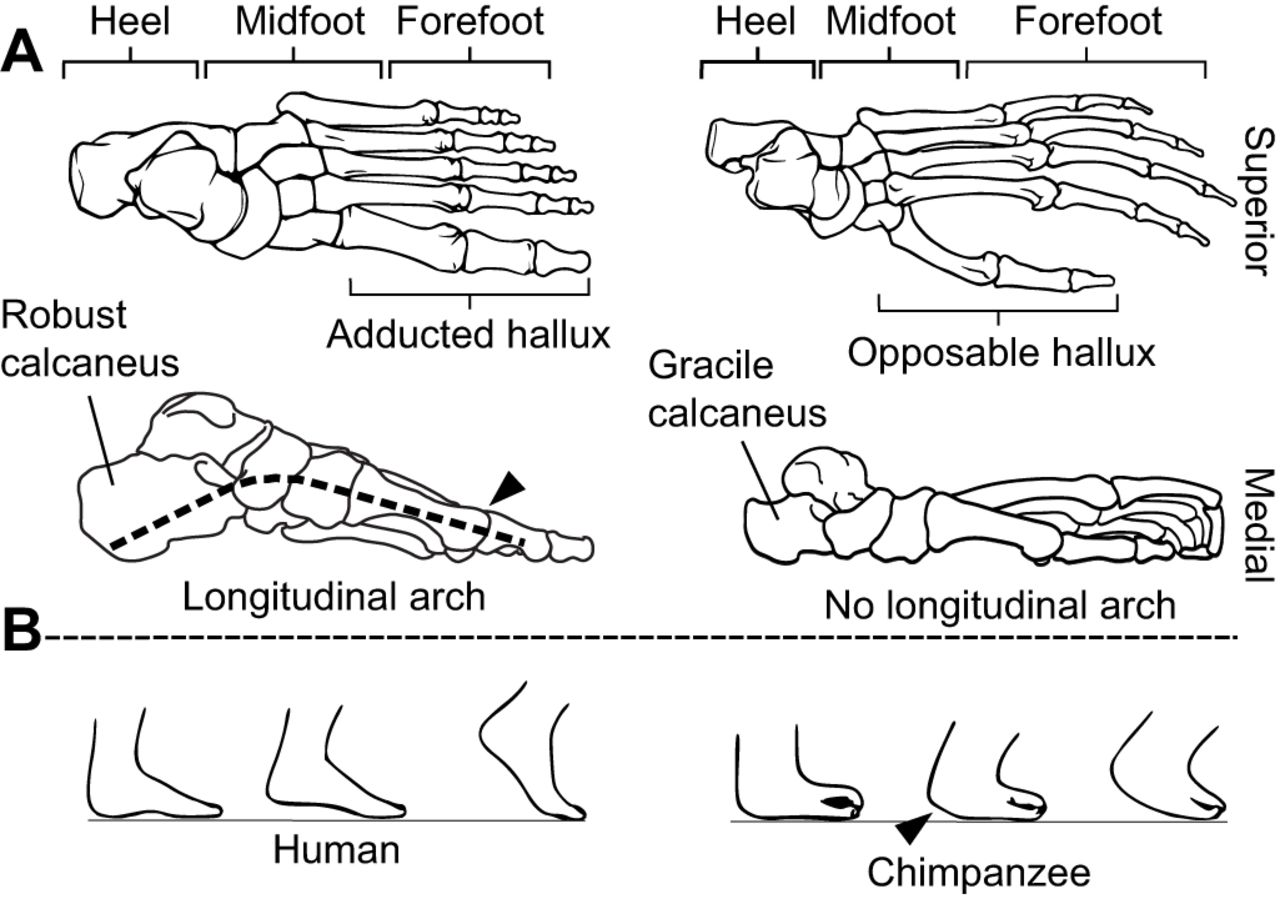 A
Heel Midfoot Forefoot
Heel Midfoot Forefoot
Superior
Adducted hallux
Opposable hallux
Robust
calcaneus
Gracile
calcaneus
Medial
Longitudinal arch
No longitudinal arch
B
Human
Chimpanzee